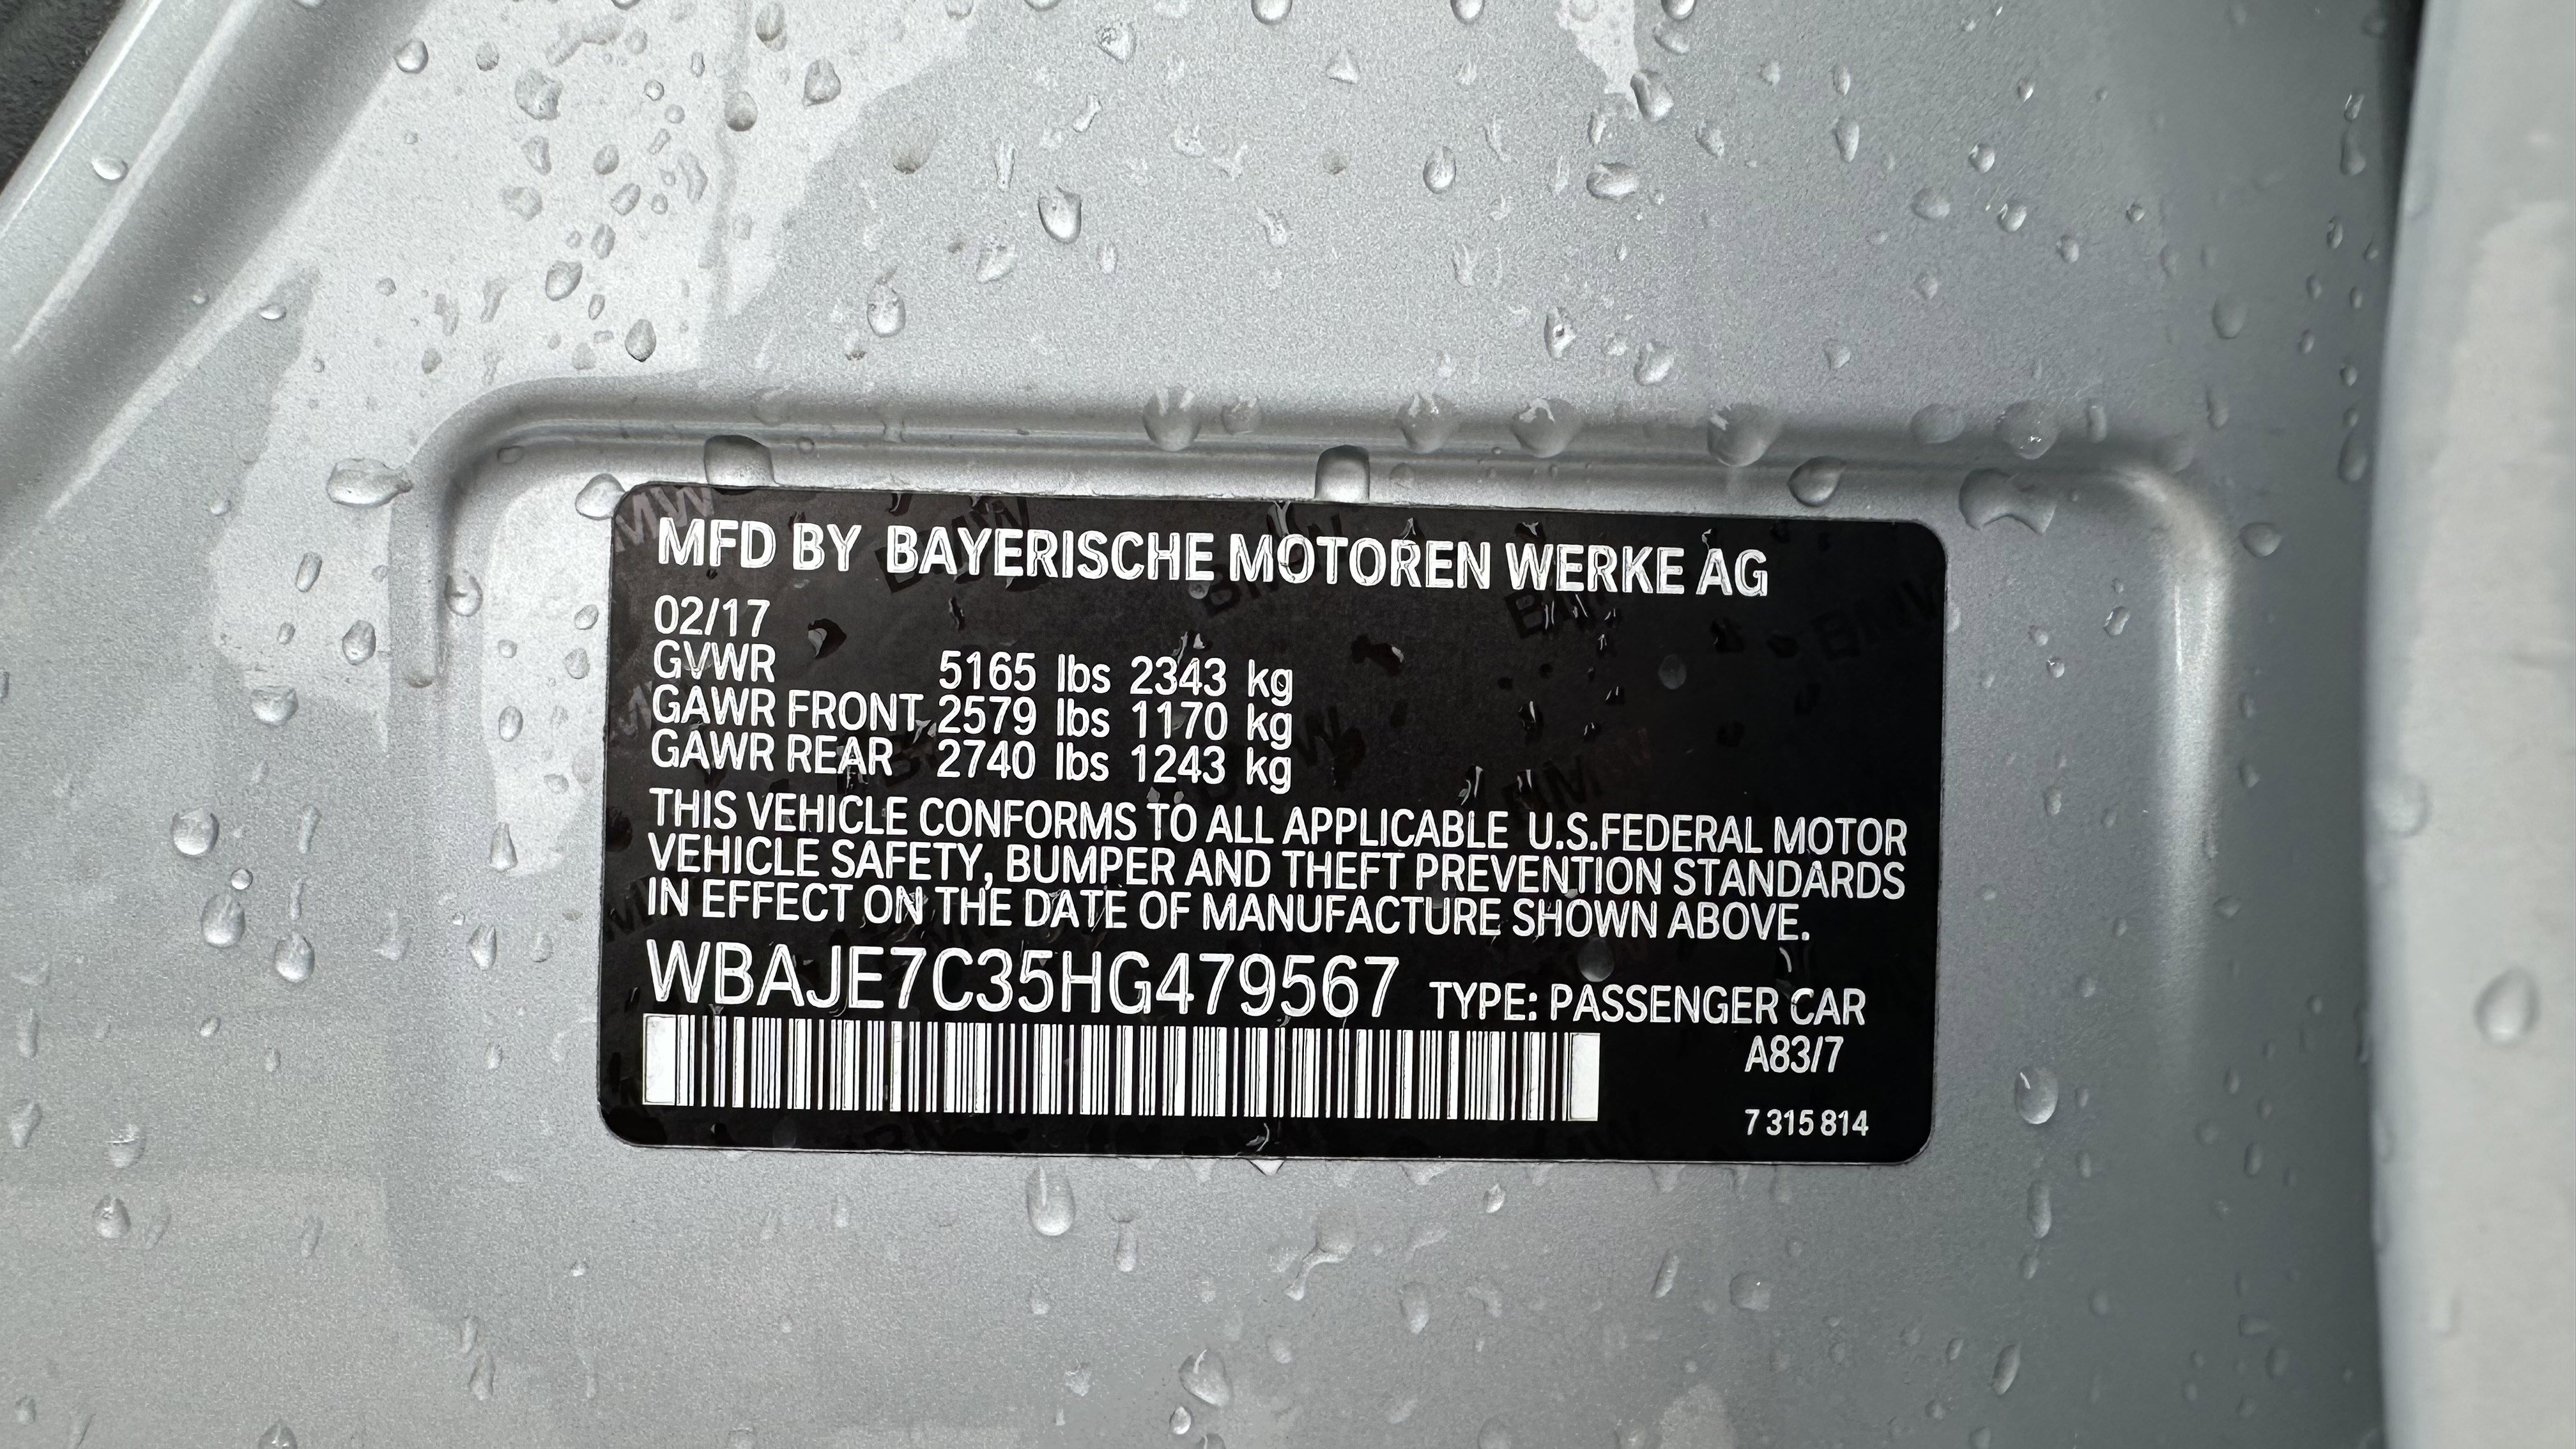 MFD BY BAYERISCHE MOTOREN WERKE AG
02/17
GVWR 5165 lbs 2343 kg
GAWR FRONT 2579 lbs 1170 kg
GAWR REAR 2740 lbs 1243 kg
THIS VEHICLE CONFORMS TO ALL APPLICABLE U.S.FEDERAL MOTOR
VEHICLE SAFETY, BUMPER AND THEFT PREVENTION STANDARDS
IN EFFECT ON THE DATE OF MANUFACTURE SHOWN ABOVE.
WBAJE7C35HG479567 TYPE: PASSENGER CAR
A83/7
7 315 814